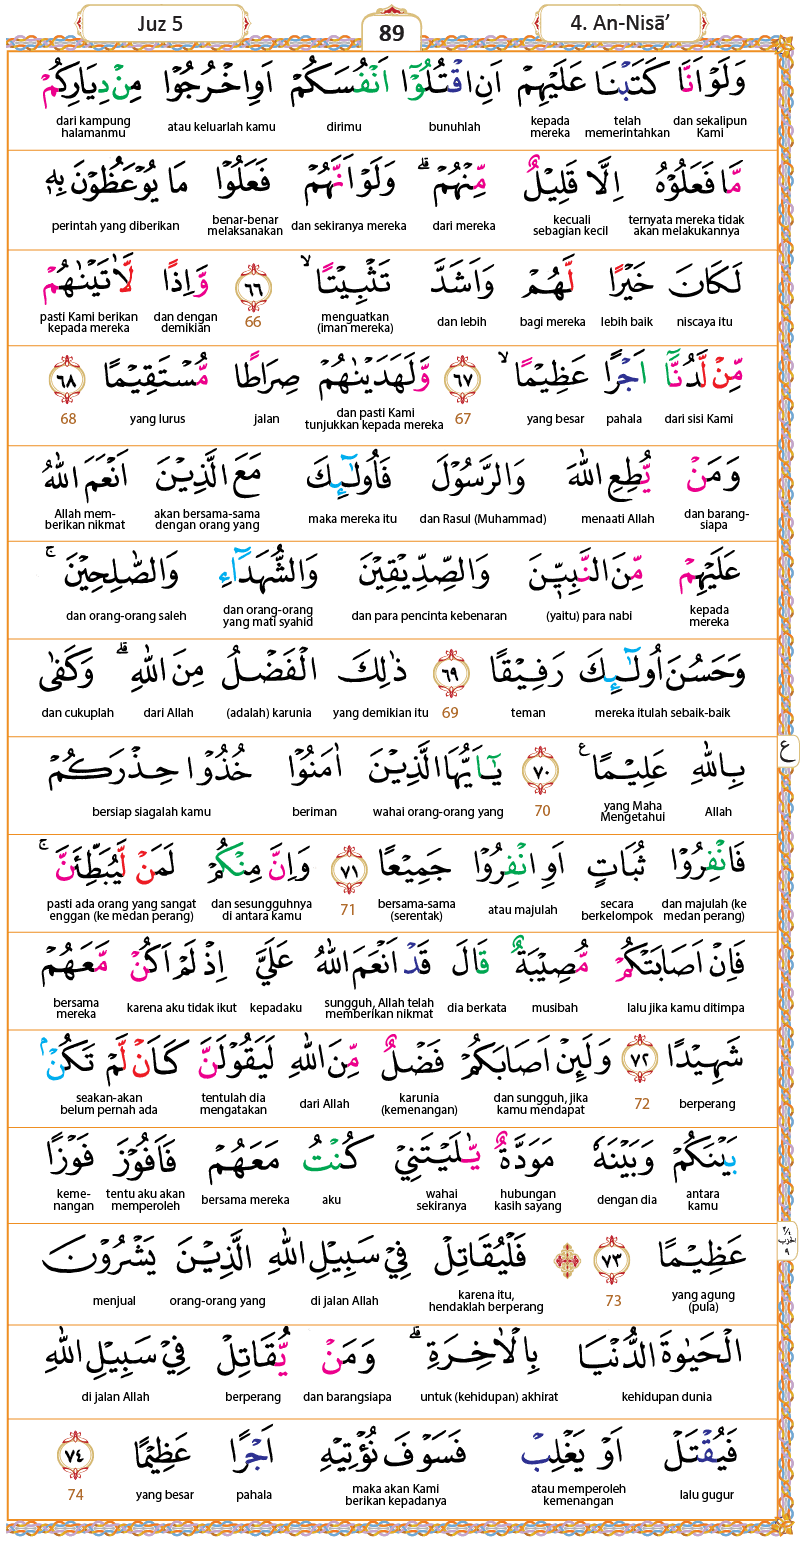 Juz 5
89
4. An-Nisā’
وَلَوْ اَنَّا كَتَبْنَا عَلَيْهِمْ اَنِ اقْتُلُوْٓا اَنْفُسَكُمْ اَوِ اخْرُجُوْا مِنْ دِيَارِكُمْ
dan sekalipun Kami telah memerintahkan kepada mereka bunuhlah dirimu atau keluarlah kamu dari kampung halamanmu
مَّا فَعَلُوْهُ اِلَّا قَلِيْلٌ مِّنْهُمْ ۗ وَلَوْ اَنَّهُمْ فَعَلُوْا مَا يُوْعَظُوْنَ بِهٖ
ternyata mereka tidak akan melakukannya kecuali sebagian kecil dari mereka dan sekiranya mereka benar-benar melaksanakan perintah yang diberikan
لَكَانَ خَيْرًا لَّهُمْ وَاَشَدَّ تَثْبِيْتًا ۙ ٦٦ وَّاِذًا لَّاٰتَيْنٰهُمْ
niscaya itu lebih baik bagi mereka dan lebih menguatkan (iman mereka) 66 dan dengan demikian pasti Kami berikan kepada mereka
مِّنْ لَّدُنَّآ اَجْرًا عَظِيْمًا ۙ ٦٧ وَّلَهَدَيْنٰهُمْ صِرَاطًا مُّسْتَقِيْمًا ٦٨
dari sisi Kami pahala yang besar 67 dan pasti Kami tunjukkan kepada mereka jalan yang lurus 68
وَمَنْ يُّطِعِ اللّٰهَ وَالرَّسُوْلَ فَاُولٰۤىِٕكَ مَعَ الَّذِيْنَ اَنْعَمَ اللّٰهُ
dan barang-siapa menaati Allah dan Rasul (Muhammad) maka mereka itu akan bersama-sama dengan orang yang Allah mem-berikan nikmat
عَلَيْهِمْ مِّنَ النَّبِيّٖنَ وَالصِّدِّيْقِيْنَ وَالشُّهَدَاۤءِ وَالصّٰلِحِيْنَ ۚ
kepada mereka (yaitu) para nabi dan para pencinta kebenaran dan orang-orang yang mati syahid dan orang-orang saleh
وَحَسُنَ اُولٰۤىِٕكَ رَفِيْقًا ٦٩ ذٰلِكَ الْفَضْلُ مِنَ اللّٰهِ ۗ وَكَفٰى
mereka itulah sebaik-baik teman 69 yang demikian itu (adalah) karunia dari Allah dan cukuplah
بِاللّٰهِ عَلِيْمًا ࣖ ٧٠ يٰٓاَيُّهَا الَّذِيْنَ اٰمَنُوْا خُذُوْا حِذْرَكُمْ
ع
Allah yang Maha Mengetahui 70 wahai orang-orang yang beriman bersiap siagalah kamu
فَانْفِرُوْا ثُبَاتٍ اَوِ انْفِرُوْا جَمِيْعًا ٧١ وَاِنَّ مِنْكُمْ لَمَنْ لَّيُبَطِّئَنَّ ۚ
dan majulah (ke medan perang) secara berkelompok atau majulah bersama-sama (serentak) 71 dan sesungguhnya di antara kamu pasti ada orang yang sangat enggan (ke medan perang)
فَاِنْ اَصَابَتْكُمْ مُّصِيْبَةٌ قَالَ قَدْ اَنْعَمَ اللّٰهُ عَلَيَّ اِذْ لَمْ اَكُنْ مَّعَهُمْ
lalu jika kamu ditimpa musibah dia berkata sungguh, Allah telah memberikan nikmat kepadaku karena aku tidak ikut bersama mereka
شَهِيْدًا ٧٢ وَلَىِٕنْ اَصَابَكُمْ فَضْلٌ مِّنَ اللّٰهِ لَيَقُوْلَنَّ كَاَنْ لَّمْ تَكُنْۢ
berperang 72 dan sungguh, jika kamu mendapat karunia (kemenangan) dari Allah tentulah dia mengatakan seakan-akan belum pernah ada
بَيْنَكُمْ وَبَيْنَهٗ مَوَدَّةٌ يّٰلَيْتَنِيْ كُنْتُ مَعَهُمْ فَاَفُوْزَ فَوْزًا
antara kamu dengan dia hubungan kasih sayang wahai sekiranya aku bersama mereka tentu aku akan memperoleh keme-nangan
عَظِيْمًا ٧٣ فَلْيُقَاتِلْ فِيْ سَبِيْلِ اللّٰهِ الَّذِيْنَ يَشْرُوْنَ
yang agung (pula) 73 karena itu, hendaklah berperang di jalan Allah orang-orang yang menjual
الْحَيٰوةَ الدُّنْيَا بِالْاٰخِرَةِ ۗ وَمَنْ يُّقَاتِلْ فِيْ سَبِيْلِ اللّٰهِ
kehidupan dunia untuk (kehidupan) akhirat dan barangsiapa berperang di jalan Allah
فَيُقْتَلْ اَوْ يَغْلِبْ فَسَوْفَ نُؤْتِيْهِ اَجْرًا عَظِيْمًا ٧٤
lalu gugur atau memperoleh kemenangan maka akan Kami berikan kepadanya pahala yang besar 74